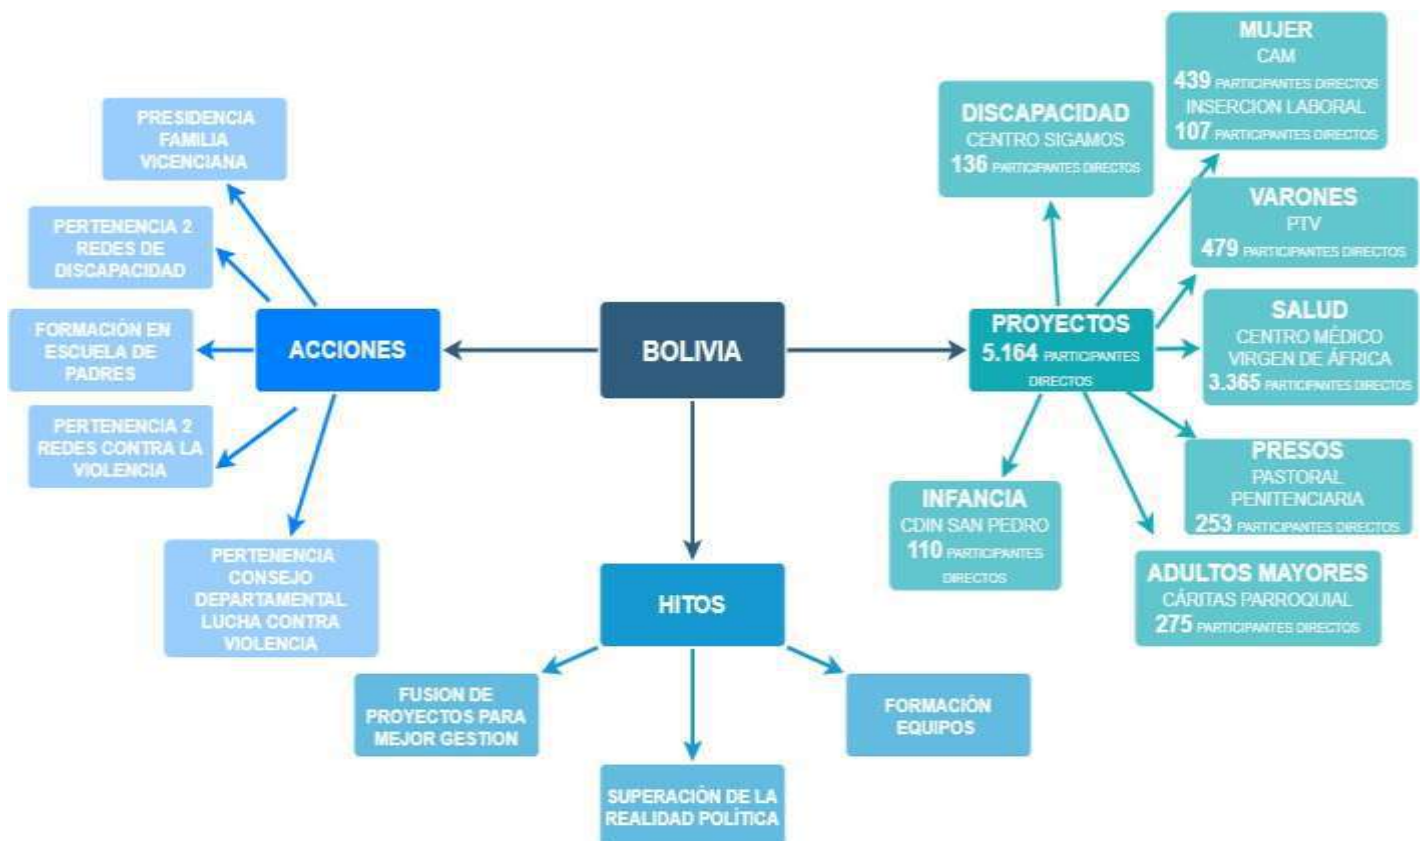 MUJER
CAM
439 PARTICIPANTES DIRECTOS
INSERCION LABORAL
107 PARTICIPANTES DIRECTOS
DISCAPACIDAD
CENTRO SIGAMOS
136 PARTICIPANTES DIRECTOS
PRESIDENCIA
FAMILIA
VICENCIANA
VARONES
PTV
479 PARTICIPANTES DIRECTOS
PERTENENCIA 2
REDES DE
DISCAPACIDAD
FORMACIÓN EN
ESCUELA DE
PADRES
ACCIONES
BOLIVIA
PROYECTOS
5.164 PARTICIPANTES
DIRECTOS
SALUD
CENTRO MÉDICO
VIRGEN DE ÁFRICA
3.365 PARTICIPANTES DIRECTOS
PERTENENCIA 2
REDES CONTRA LA
VIOLENCIA
PRESOS
PASTORAL
PENITENCIARIA
253 PARTICIPANTES DIRECTOS
INFANCIA
CDIN SAN PEDRO
110 PARTICIPANTES
DIRECTOS
PERTENENCIA
CONSEJO
DEPARTAMENTAL
LUCHA CONTRA
VIOLENCIA
HITOS
ADULTOS MAYORES
CÁRITAS PARROQUIAL
275 PARTICIPANTES DIRECTOS
FUSION DE
PROYECTOS PARA
MEJOR GESTION
FORMACIÓN
EQUIPOS
SUPERACIÓN DE LA
REALIDAD POLÍTICA